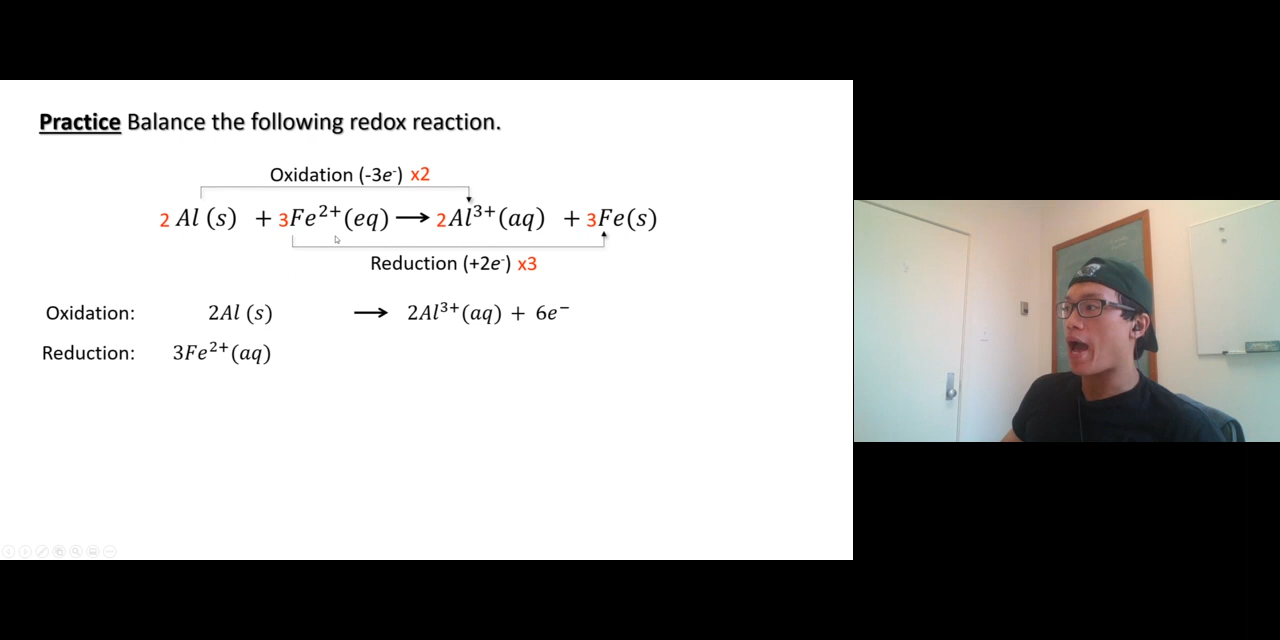 Practice Balance the following redox reaction.
Oxidation (-3e⁻) x2
2 Al (s) + 3Fe²⁺(eq) ⟶ 2Al³⁺(aq) + 3Fe(s)
Reduction (+2e⁻) x3
Oxidation: 2Al (s) ⟶ 2Al³⁺(aq) + 6e⁻
Reduction: 3Fe²⁺(aq)